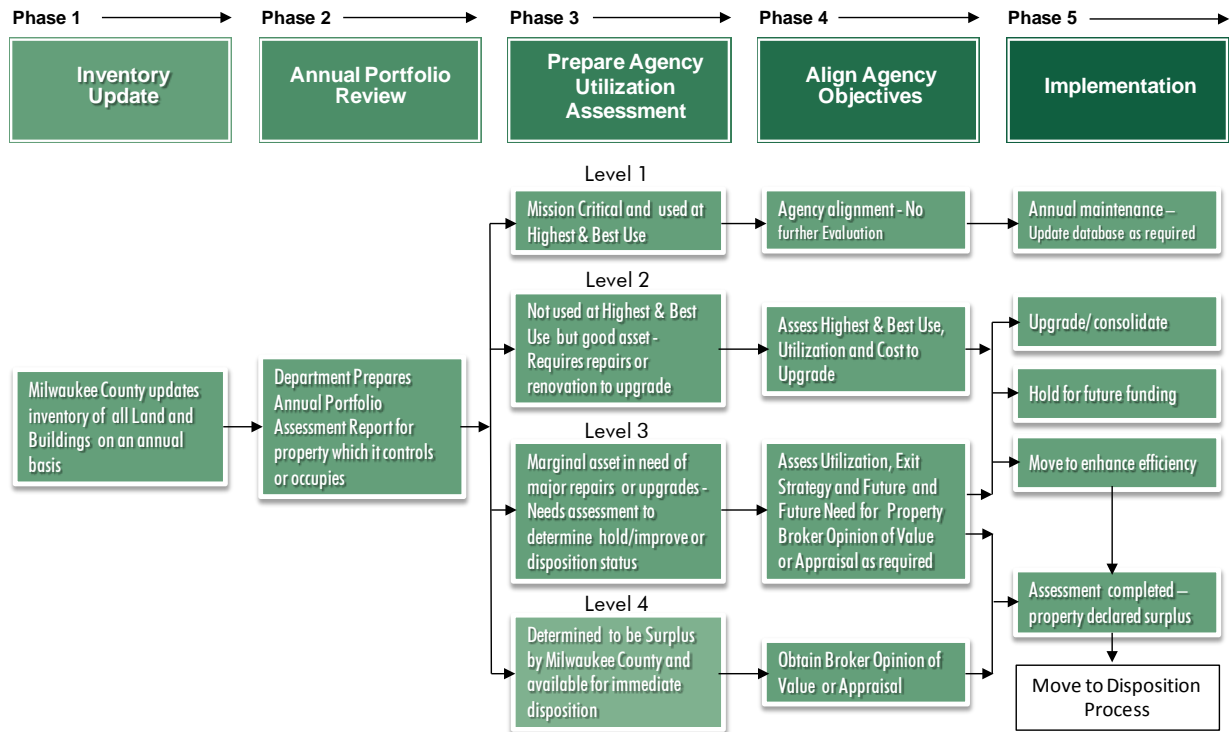 Phase 1
Phase 2
Phase 3
Phase 4
Phase 5
Inventory
Update
Annual Portfolio
Review
Prepare Agency
Utilization
Assessment
Align Agency
Objectives
Implementation
Level 1
Mission Critical and used at
Highest & Best Use
Agency alignment - No
further Evaluation
Annual maintenance –
Update database as required
Level 2
Not used at Highest & Best
Use but good asset -
Requires repairs or
renovation to upgrade
Assess Highest & Best Use,
Utilization and Cost to
Upgrade
Upgrade/ consolidate
Hold for future funding
Milwaukee County updates
inventory of all Land and
Buildings on an annual
basis
Department Prepares
Annual Portfolio
Assessment Report for
property which it controls
or occupies
Level 3
Marginal asset in need of
major repairs or upgrades -
Needs assessment to
determine hold/improve or
disposition status
Assess Utilization, Exit
Strategy and Future and
Future Need for Property
Broker Opinion of Value
or Appraisal as required
Move to enhance efficiency
Assessment completed –
property declared surplus
Level 4
Determined to be Surplus
by Milwaukee County and
available for immediate
disposition
Obtain Broker Opinion of
Value or Appraisal
Move to Disposition
Process